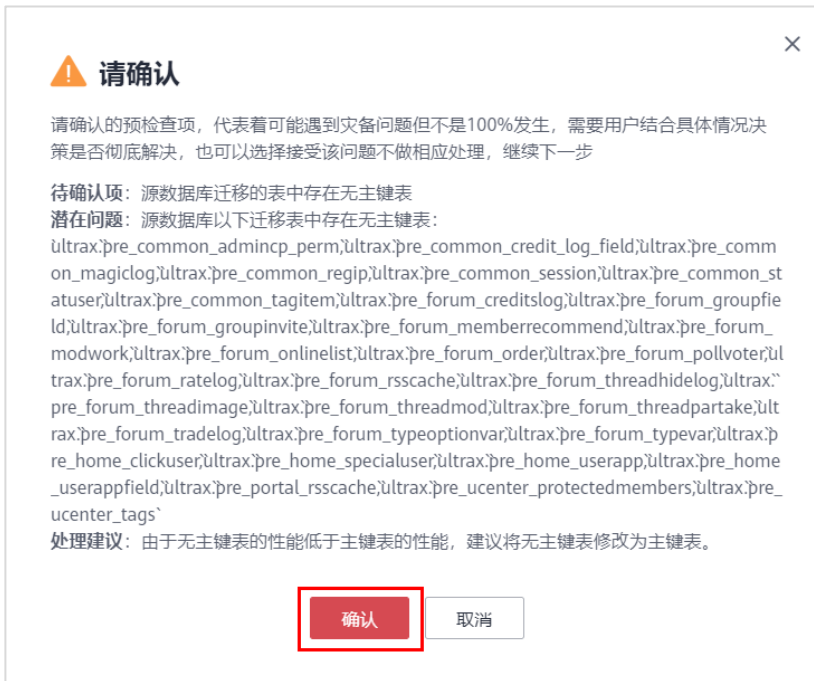 请确认
请确认的预检查项，代表着可能遇到灾备问题但不是100%发生，需要用户结合具体情况决
策是否彻底解决，也可以选择接受该问题不做相应处理，继续下一步
待确认项：源数据库迁移的表中存在无主键表
潜在问题：源数据库以下迁移表中存在无主键表：
`ultrax`.`pre_common_admincp_perm`,`ultrax`.`pre_common_credit_log_field`,`ultrax`.`pre_comm
on_magiclog`,`ultrax`.`pre_common_regip`,`ultrax`.`pre_common_session`,`ultrax`.`pre_common_st
atuser`,`ultrax`.`pre_common_tagitem`,`ultrax`.`pre_forum_creditslog`,`ultrax`.`pre_forum_groupfie
ld`,`ultrax`.`pre_forum_groupinvite`,`ultrax`.`pre_forum_memberrecommend`,`ultrax`.`pre_forum_
modwork`,`ultrax`.`pre_forum_onlinelist`,`ultrax`.`pre_forum_order`,`ultrax`.`pre_forum_pollvoter`,`ul
trax`.`pre_forum_ratelog`,`ultrax`.`pre_forum_rsscache`,`ultrax`.`pre_forum_threadhidelog`,`ultrax`.`
pre_forum_threadimage`,`ultrax`.`pre_forum_threadmod`,`ultrax`.`pre_forum_threadpartake`,`ult
rax`.`pre_forum_tradelog`,`ultrax`.`pre_forum_typeoptionvar`,`ultrax`.`pre_forum_typevar`,`ultrax`.`p
re_home_clickuser`,`ultrax`.`pre_home_specialuser`,`ultrax`.`pre_home_userapp`,`ultrax`.`pre_home
_userappfield`,`ultrax`.`pre_portal_rsscache`,`ultrax`.`pre_ucenter_protectedmembers`,`ultrax`.`pre_
ucenter_tags`
处理建议：由于无主键表的性能低于主键表的性能，建议将无主键表修改为主键表。
确认
取消